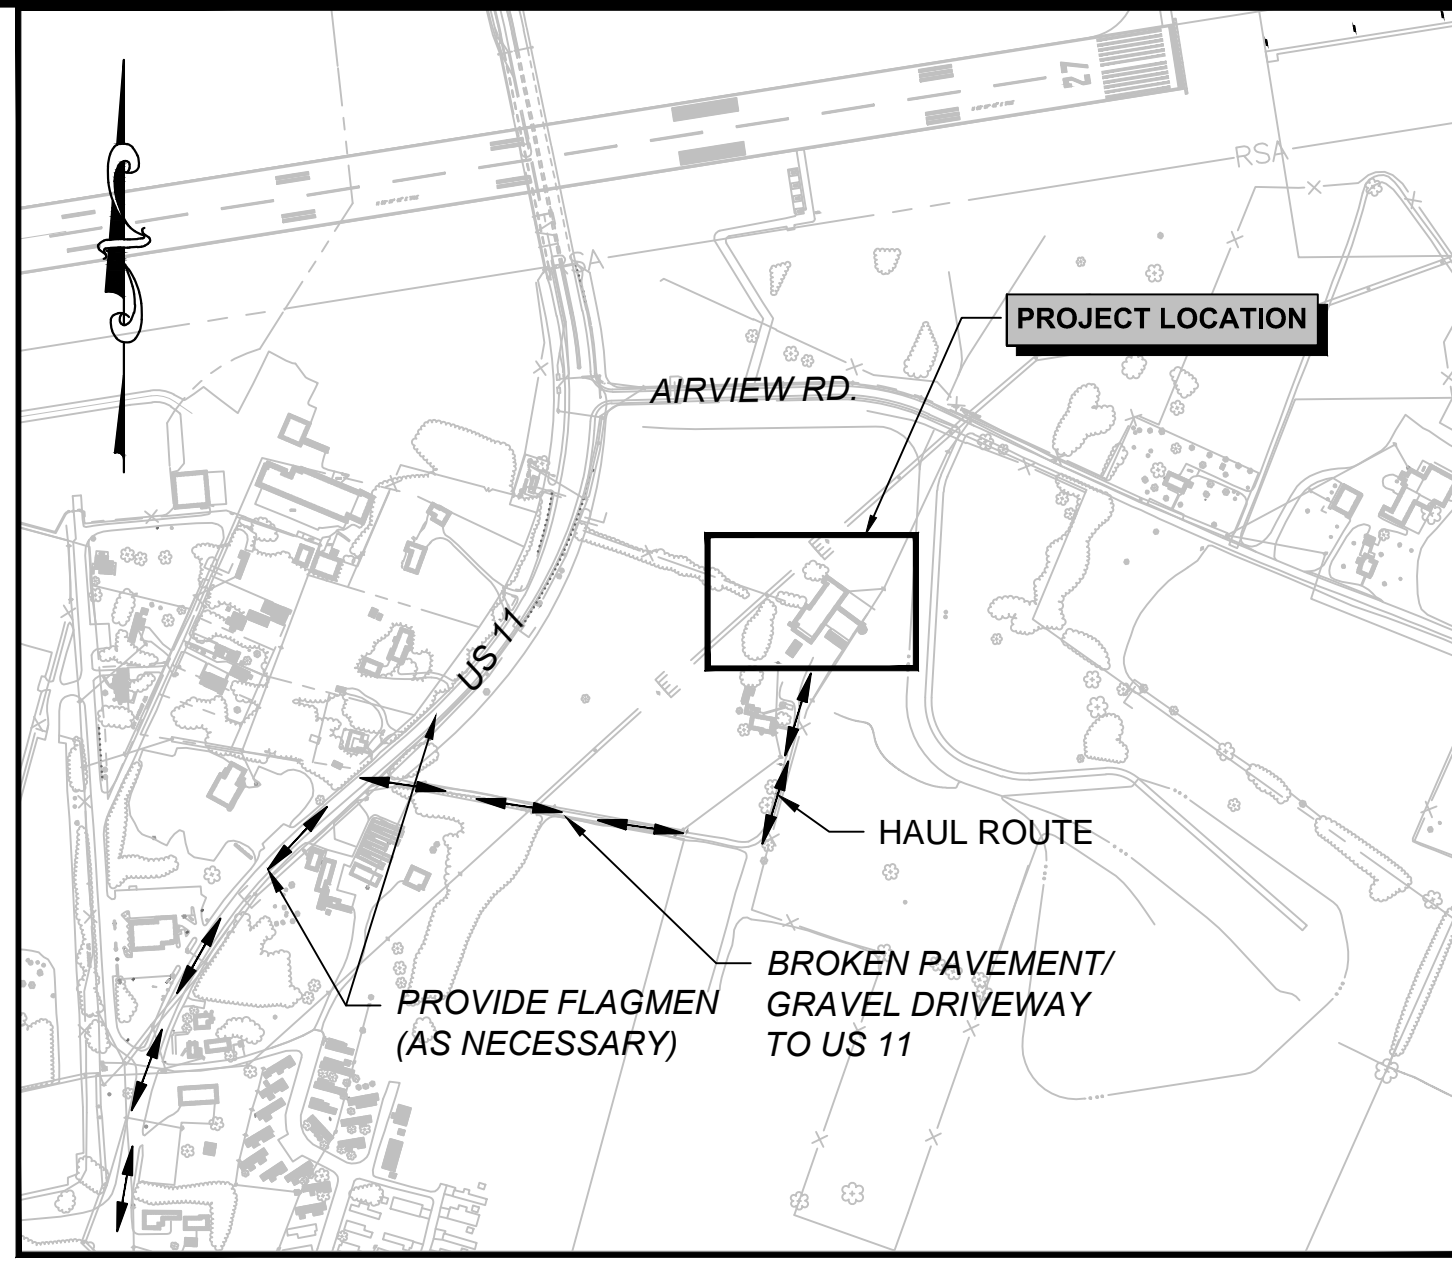 27
RSA
RSA
PROJECT LOCATION
AIRVIEW RD.
E
US 11
E
HAUL ROUTE
BROKEN PAVEMENT/
GRAVEL DRIVEWAY
TO US 11
PROVIDE FLAGMEN
(AS NECESSARY)